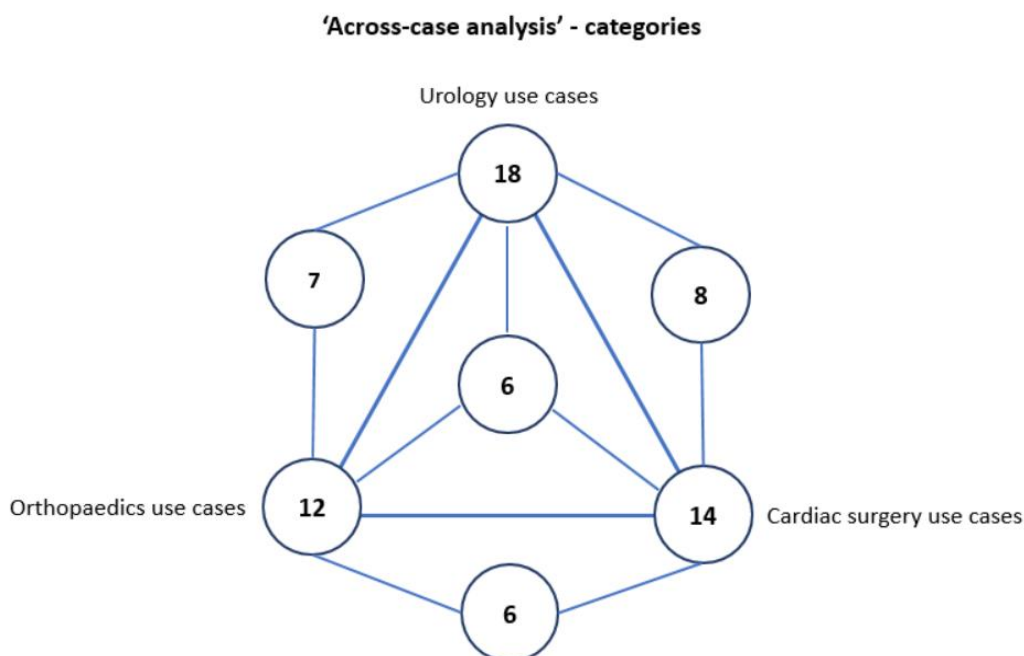 ‘Across-case analysis’ - categories
Urology use cases
18
7
8
6
Orthopaedics use cases
12
14
Cardiac surgery use cases
6